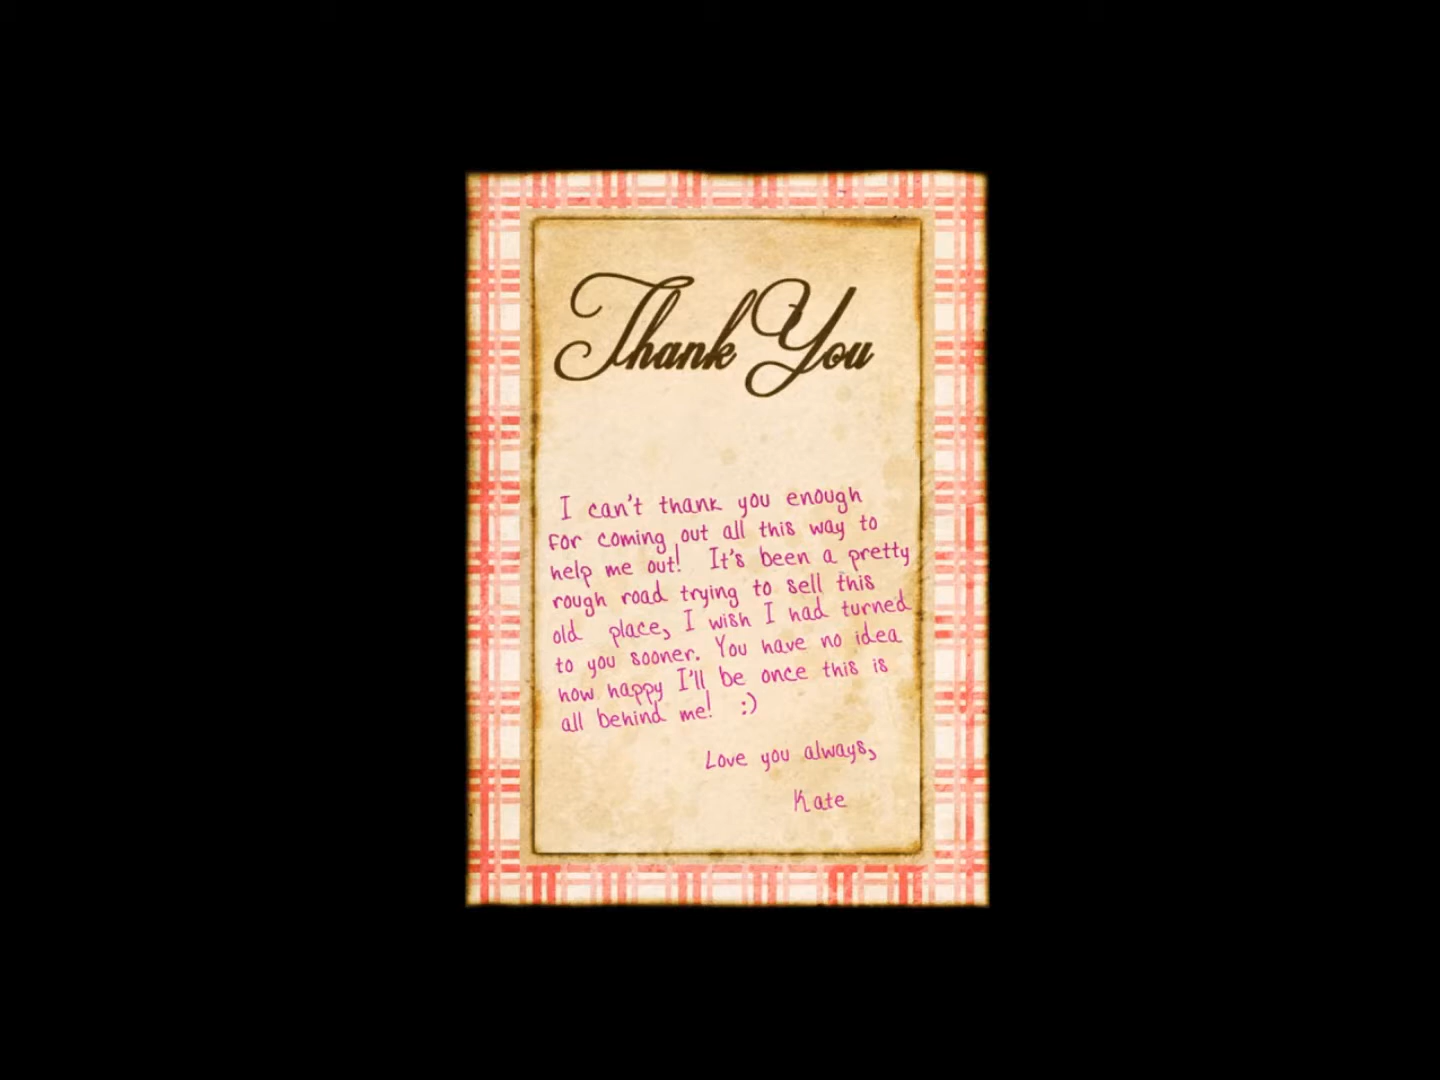 Thank You
I can't thank you enough
for coming out all this way to
help me out! It's been a pretty
rough road trying to sell this
old place, I wish I had turned
to you sooner. You have no idea
how happy I'll be once this is
all behind me! :)
Love you always,
Kate